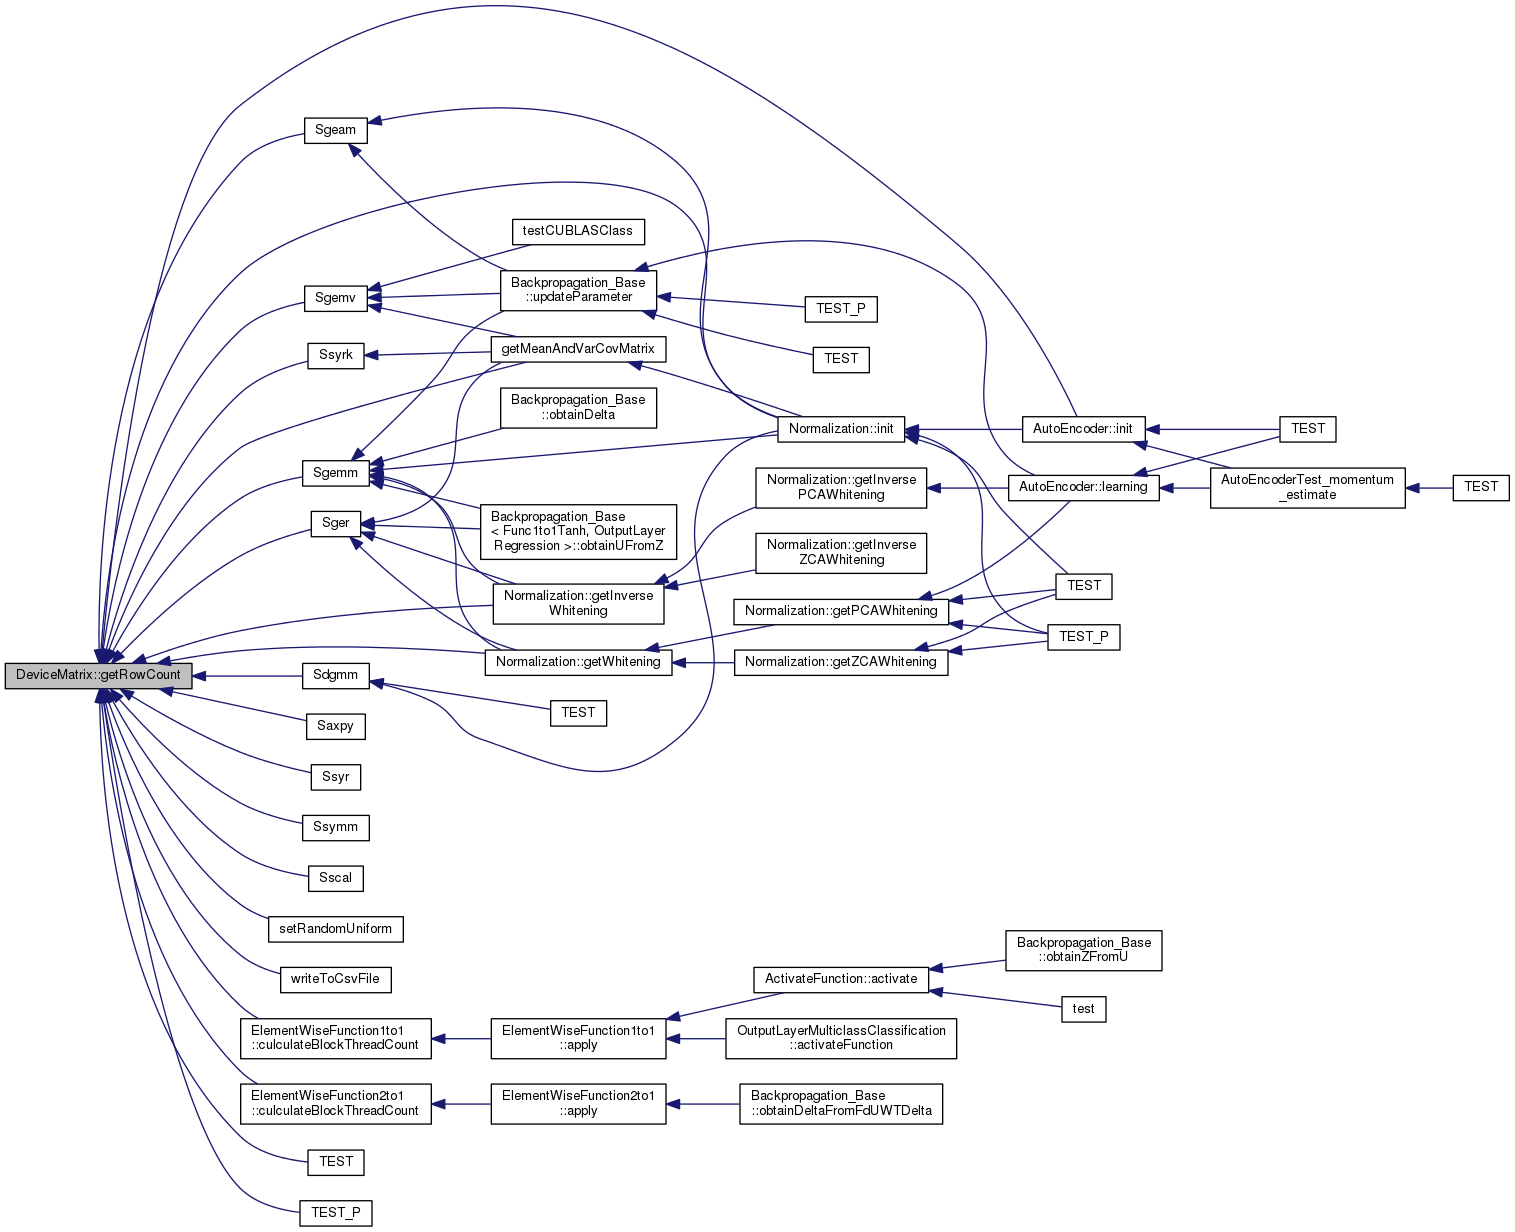 DeviceMatrix::getRowCount
Sgeam
Sgemv
Ssyrk
Sgemm
Sger
Sdgmm
Saxpy
Ssyr
Ssymm
Sscal
setRandomUniform
writeToCsvFile
ElementWiseFunction1to1
::culculateBlockThreadCount
ElementWiseFunction2to1
::culculateBlockThreadCount
TEST
TEST_P
testCUBLASClass
Backpropagation_Base
::updateParameter
getMeanAndVarCovMatrix
Backpropagation_Base
::obtainDelta
Backpropagation_Base
< Func1to1Tanh, OutputLayer
Regression >::obtainUFromZ
Normalization::getInverse
Whitening
Normalization::getWhitening
TEST
ElementWiseFunction1to1
::apply
ElementWiseFunction2to1
::apply
TEST_P
TEST
Normalization::init
Normalization::getInverse
PCAWhitening
Normalization::getInverse
ZCAWhitening
Normalization::getPCAWhitening
Normalization::getZCAWhitening
ActivateFunction::activate
OutputLayerMulticlassClassification
::activateFunction
Backpropagation_Base
::obtainDeltaFromFdUWTDelta
AutoEncoder::init
AutoEncoder::learning
TEST
TEST_P
Backpropagation_Base
::obtainZFromU
test
TEST
AutoEncoderTest_momentum
_estimate
TEST